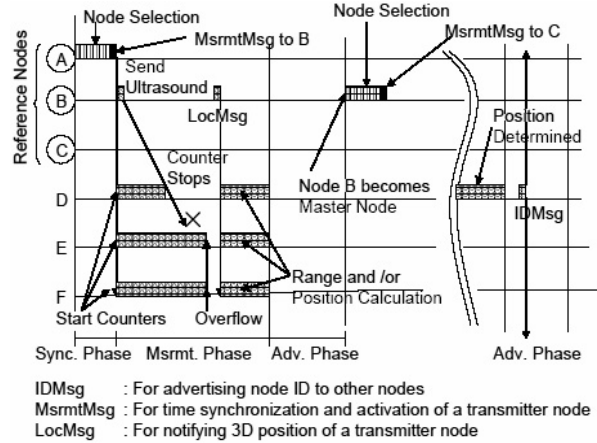 Node Selection
Node Selection
MsrmtMsg to B
MsrmtMsg to C
Reference Nodes
A
Send
Ultrasound
B
LocMsg
Position
Determined
C
Counter
Stops
Node B becomes
Master Node
D
IDMsg
E
Range and /or
Position Calculation
F
Start Counters
Overflow
Sync. Phase
Msrmt. Phase
Adv. Phase
Adv. Phase
IDMsg : For advertising node ID to other nodes
MsrmtMsg : For time synchronization and activation of a transmitter node
LocMsg : For notifying 3D position of a transmitter node